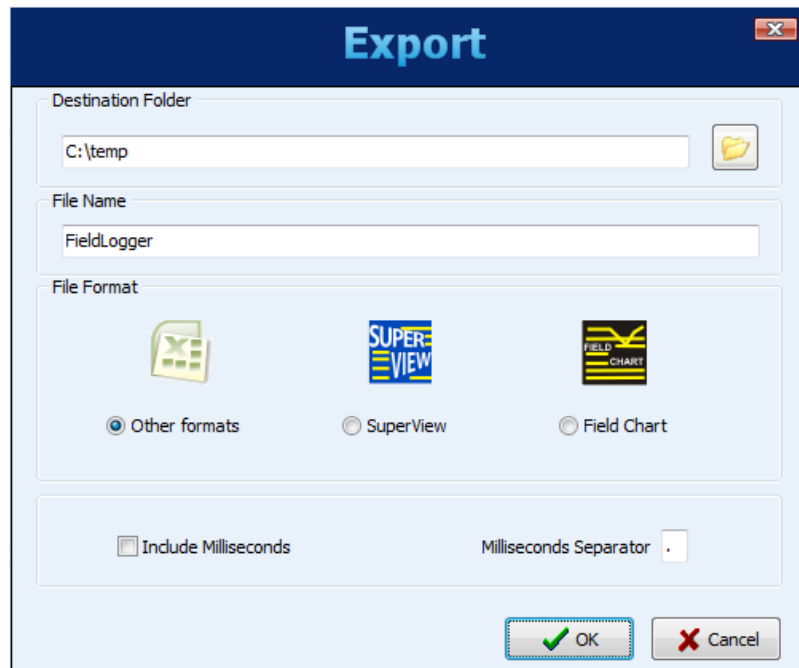 Export
Destination Folder
C:\temp
File Name
FieldLogger
File Format
SUPER
VIEW
FIELD
CHART
Other formats
SuperView
Field Chart
Include Milliseconds
Milliseconds Separator .
OK
Cancel